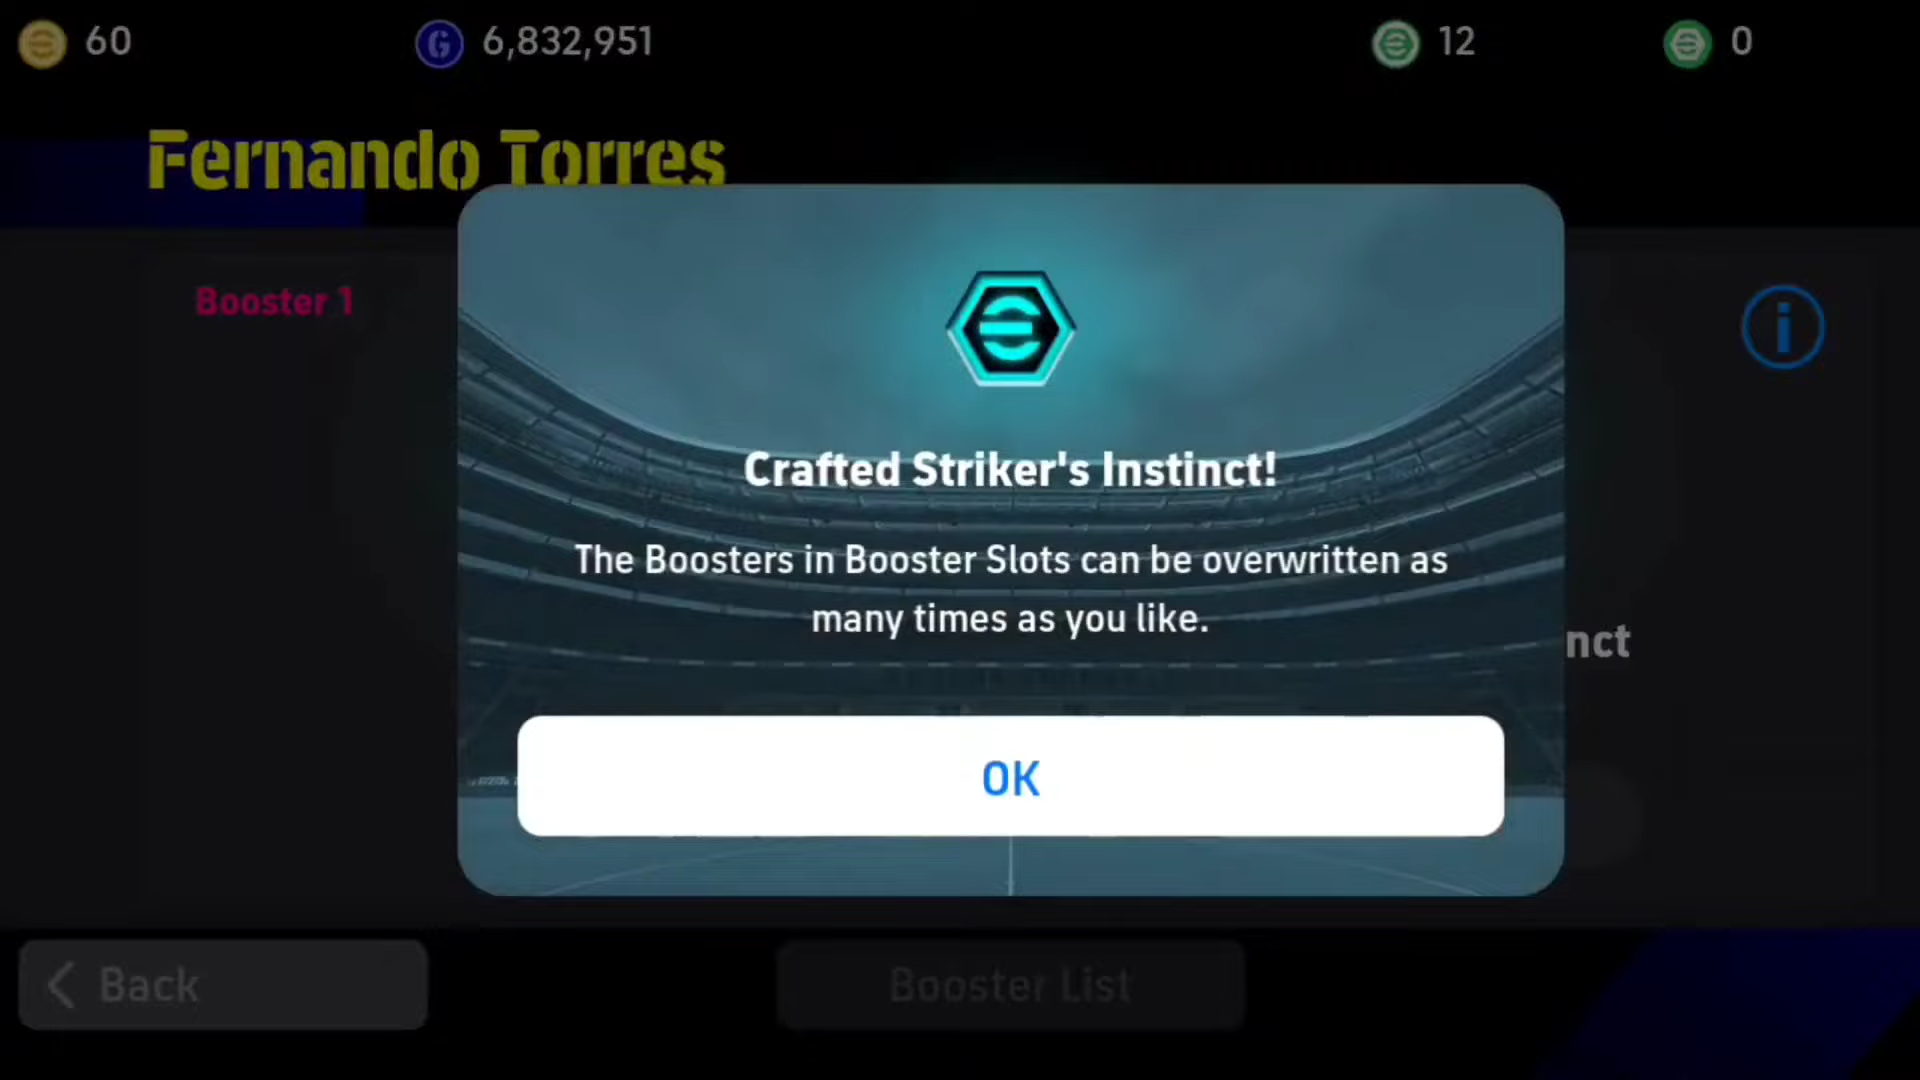 60
6,832,951
12
0
Fernando Torres
Booster 1
Crafted Striker's Instinct!
The Boosters in Booster Slots can be overwritten as
many times as you like.
nct
OK
Back
Booster List